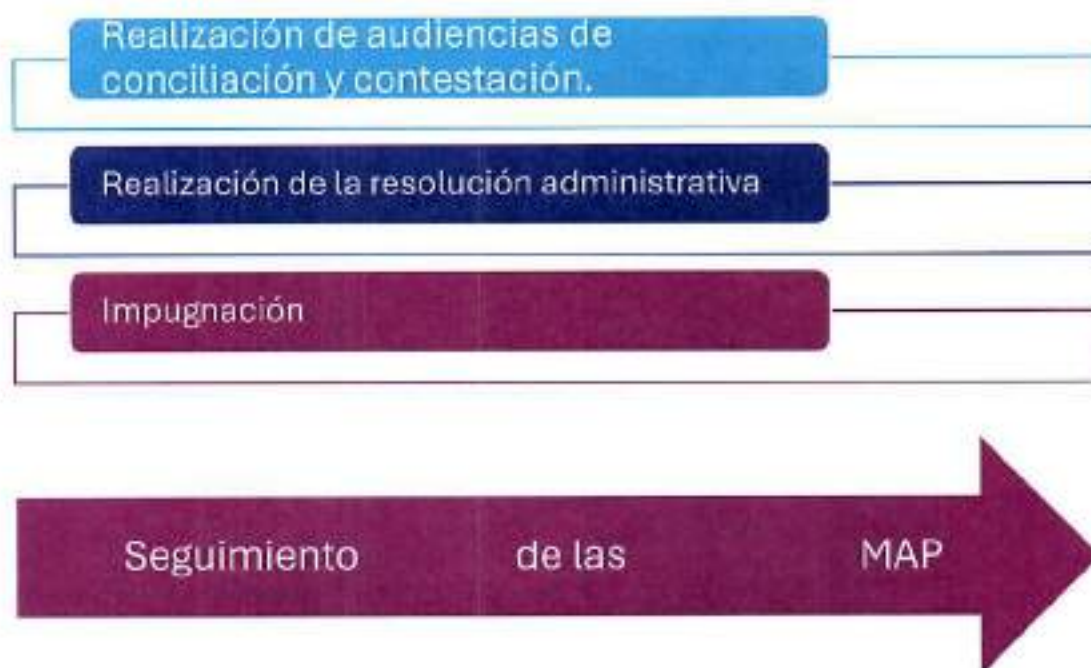 Realización de audiencias de
conciliación y contestación.
Realización de la resolución administrativa
Impugnación
Seguimiento de las MAP